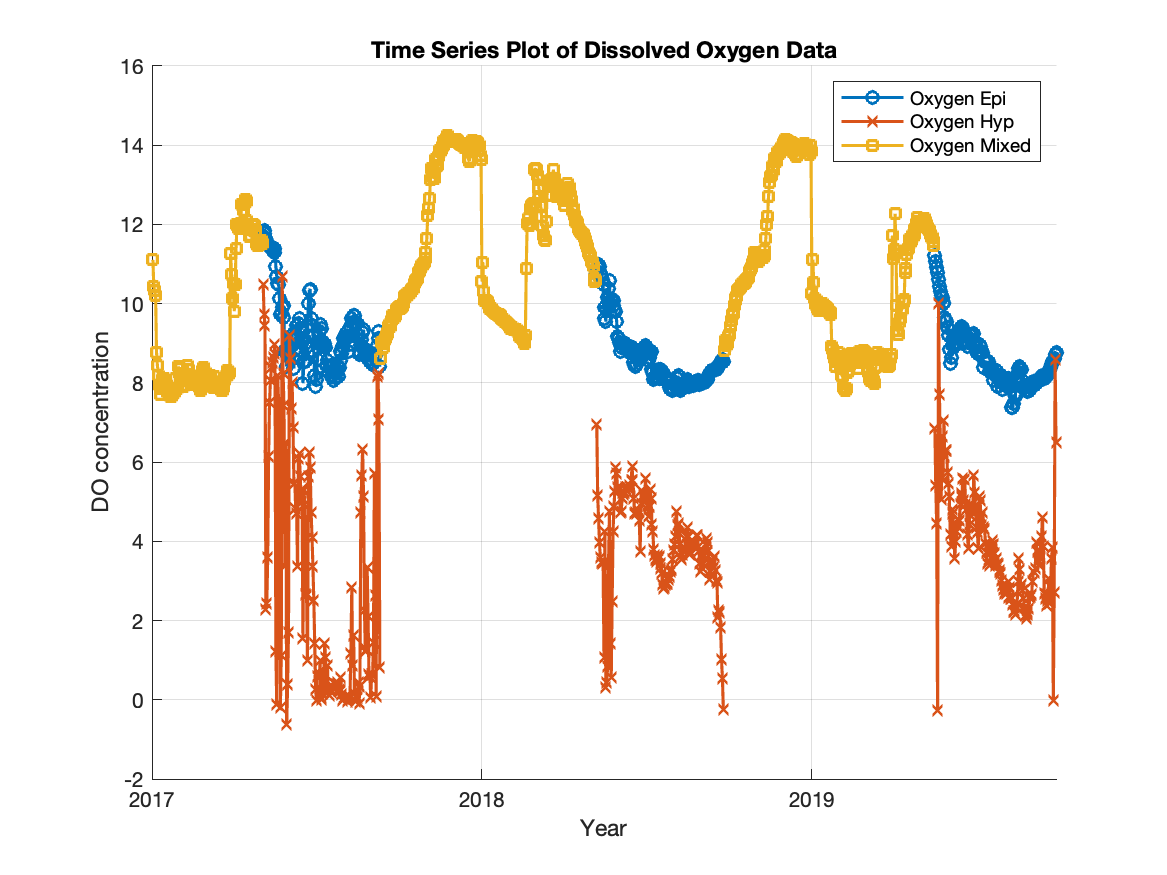 Time Series Plot of Dissolved Oxygen Data
16
14
12
10
8
6
4
2
0
-2
DO concentration
Oxygen Epi
Oxygen Hyp
Oxygen Mixed
2017
2018
2019
Year